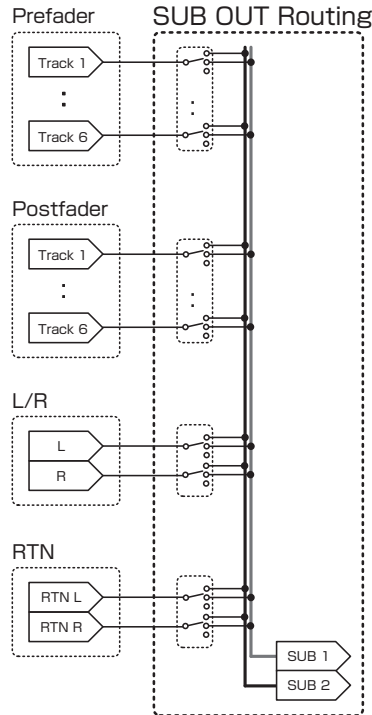 Prefader
SUB OUT Routing
Track 1
:
Track 6
:
Postfader
Track 1
:
Track 6
:
L/R
L
R
RTN
RTN L
RTN R
SUB 1
SUB 2